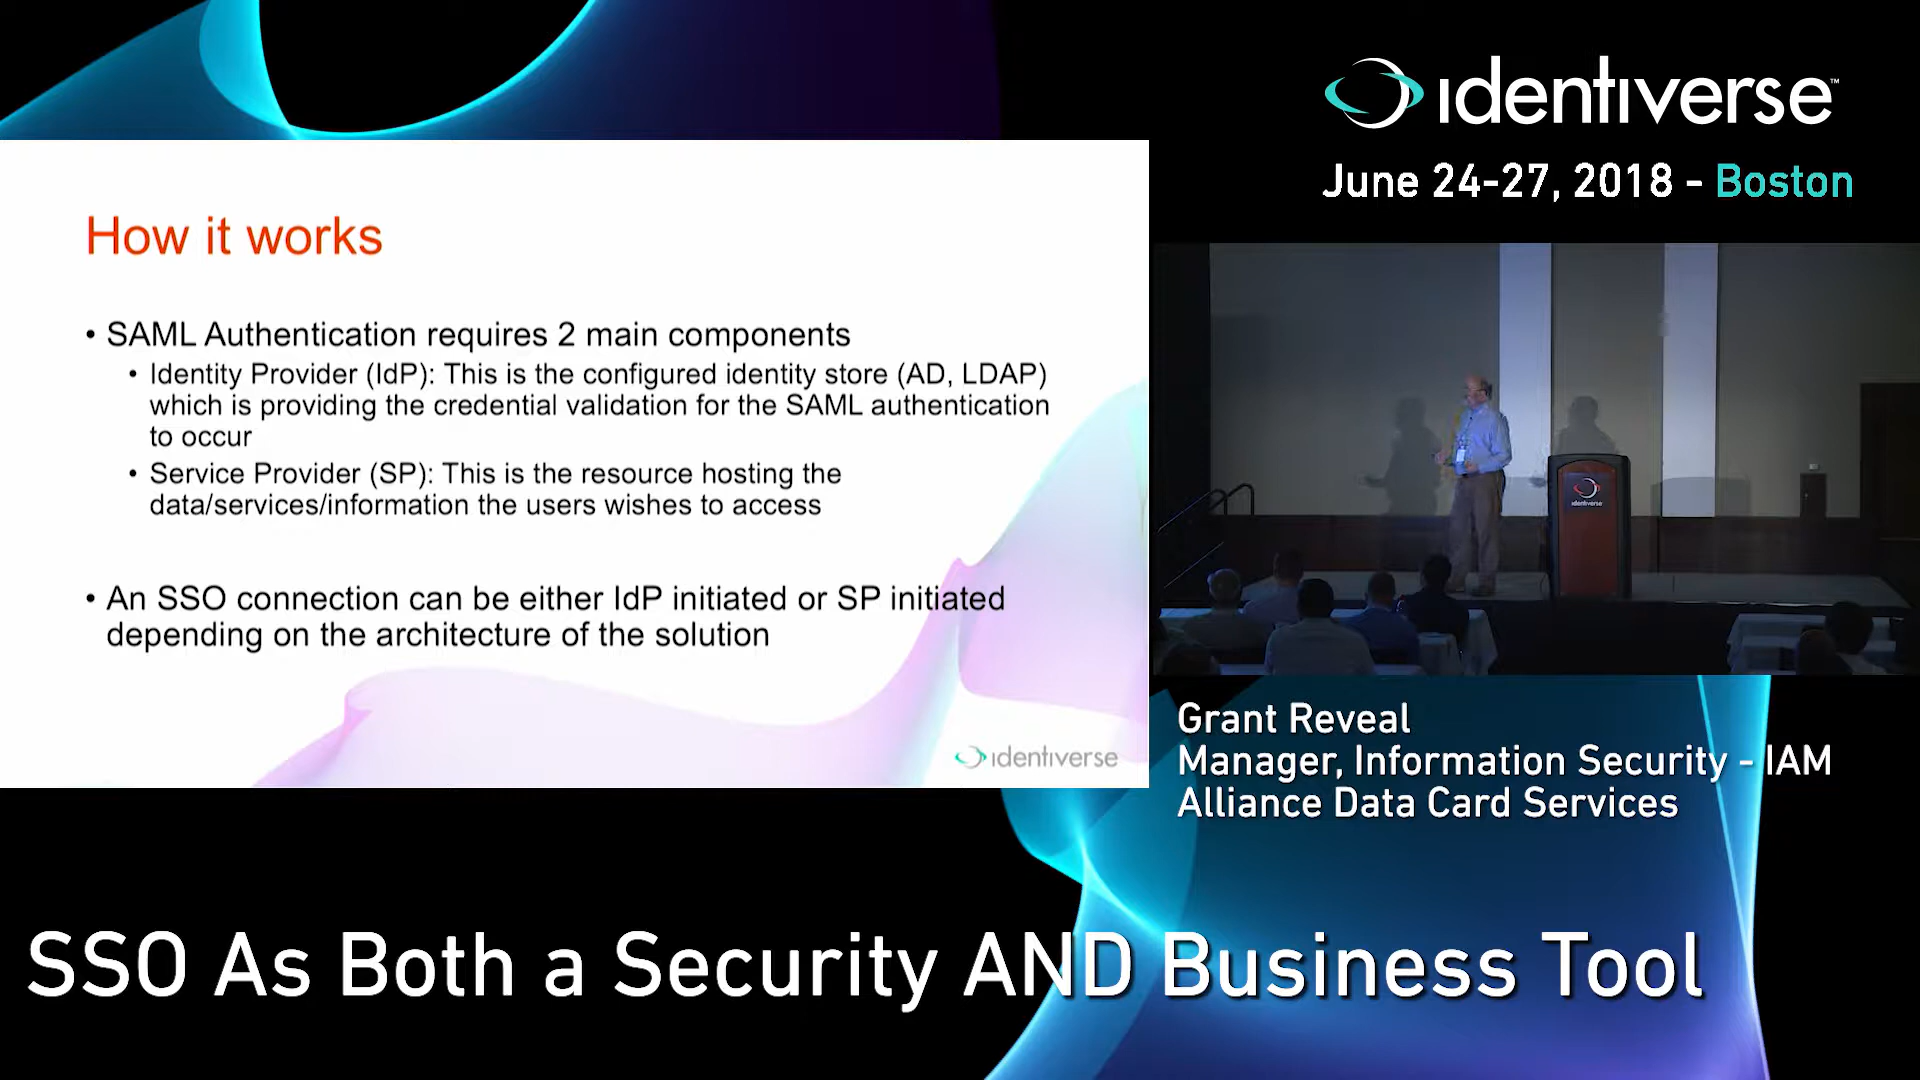 identiverse™
June 24-27, 2018 - Boston
How it works
• SAML Authentication requires 2 main components
• Identity Provider (IdP): This is the configured identity store (AD, LDAP)
which is providing the credential validation for the SAML authentication
to occur
• Service Provider (SP): This is the resource hosting the
data/services/information the users wishes to access
• An SSO connection can be either IdP initiated or SP initiated
depending on the architecture of the solution
identiverse
identiverse
Grant Reveal
Manager, Information Security - IAM
Alliance Data Card Services
SSO As Both a Security AND Business Tool